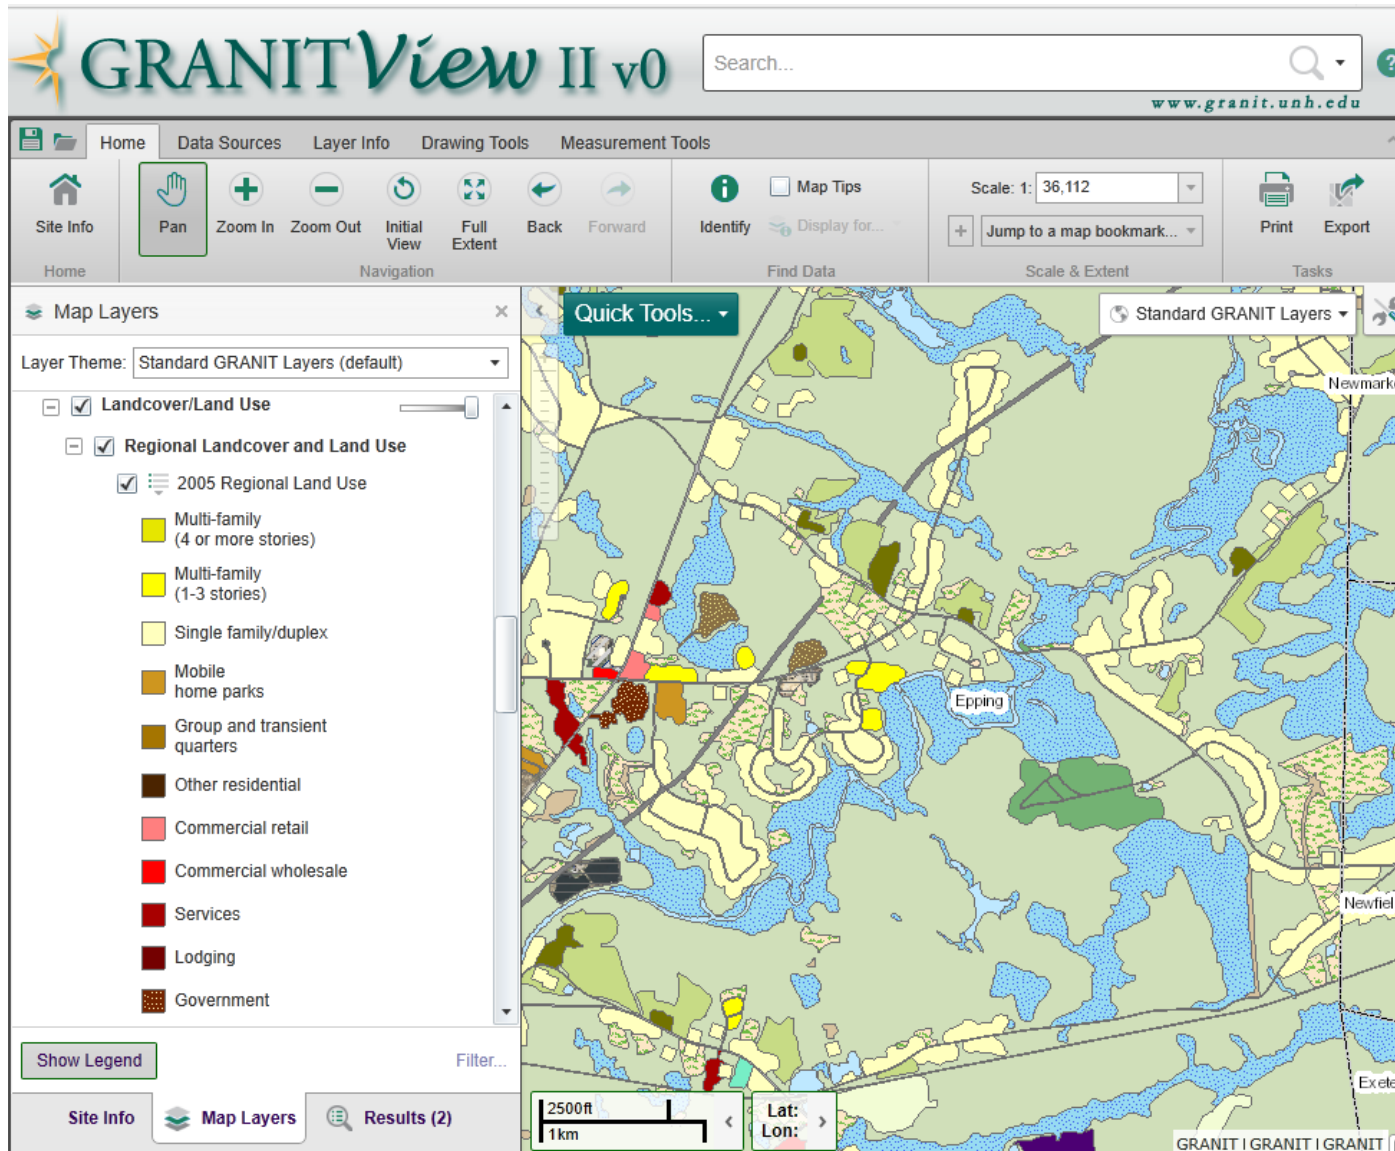 GRANITView II v0
Search...
?
www.granit.unh.edu
Home Data Sources Layer Info Drawing Tools Measurement Tools
Site Info
Pan
Zoom In
Zoom Out
Initial
View
Full
Extent
Back
Forward
Identify
Map Tips
Display for...
Scale: 1: 36,112
Jump to a map bookmark...
Print
Export
Home
Navigation
Find Data
Scale & Extent
Tasks
Map Layers
Layer Theme: Standard GRANIT Layers (default)
Landcover/Land Use
Regional Landcover and Land Use
2005 Regional Land Use
Multi-family
(4 or more stories)
Multi-family
(1-3 stories)
Single family/duplex
Mobile
home parks
Group and transient
quarters
Other residential
Commercial retail
Commercial wholesale
Services
Lodging
Government
Show Legend
Filter...
Site Info
Map Layers
Results (2)
Quick Tools...
Standard GRANIT Layers
Newmark
Epping
Newfiel
Exete
2500ft
1km
Lat:
Lon:
GRANIT | GRANIT | GRANIT